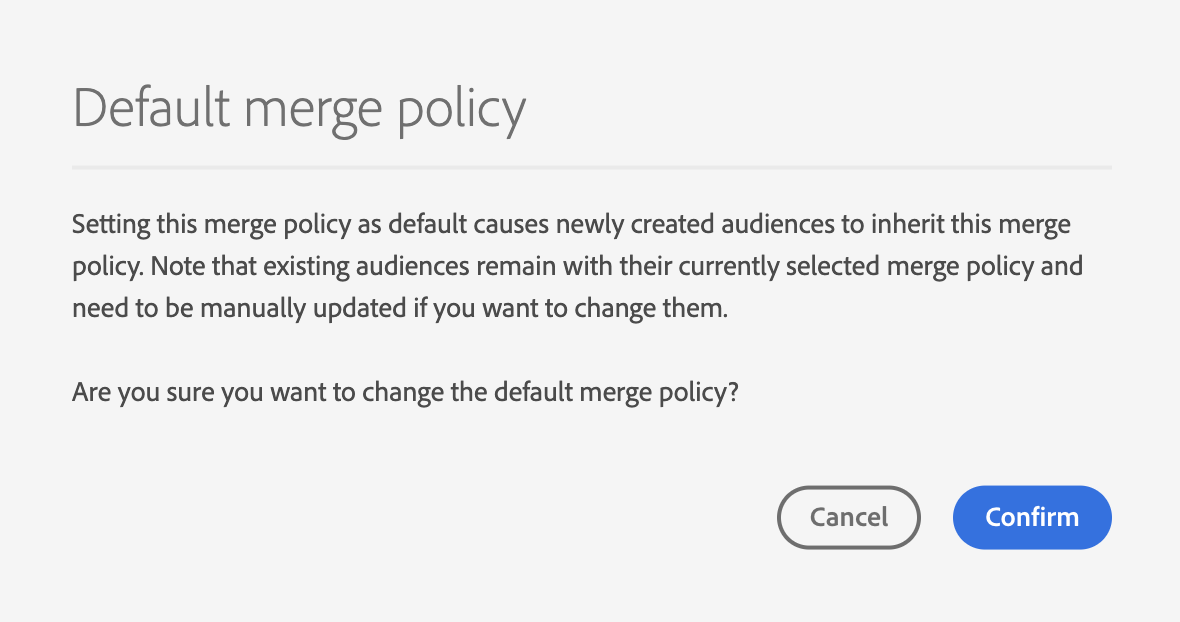 Default merge policy
Setting this merge policy as default causes newly created audiences to inherit this merge
policy. Note that existing audiences remain with their currently selected merge policy and
need to be manually updated if you want to change them.
Are you sure you want to change the default merge policy?
Cancel
Confirm